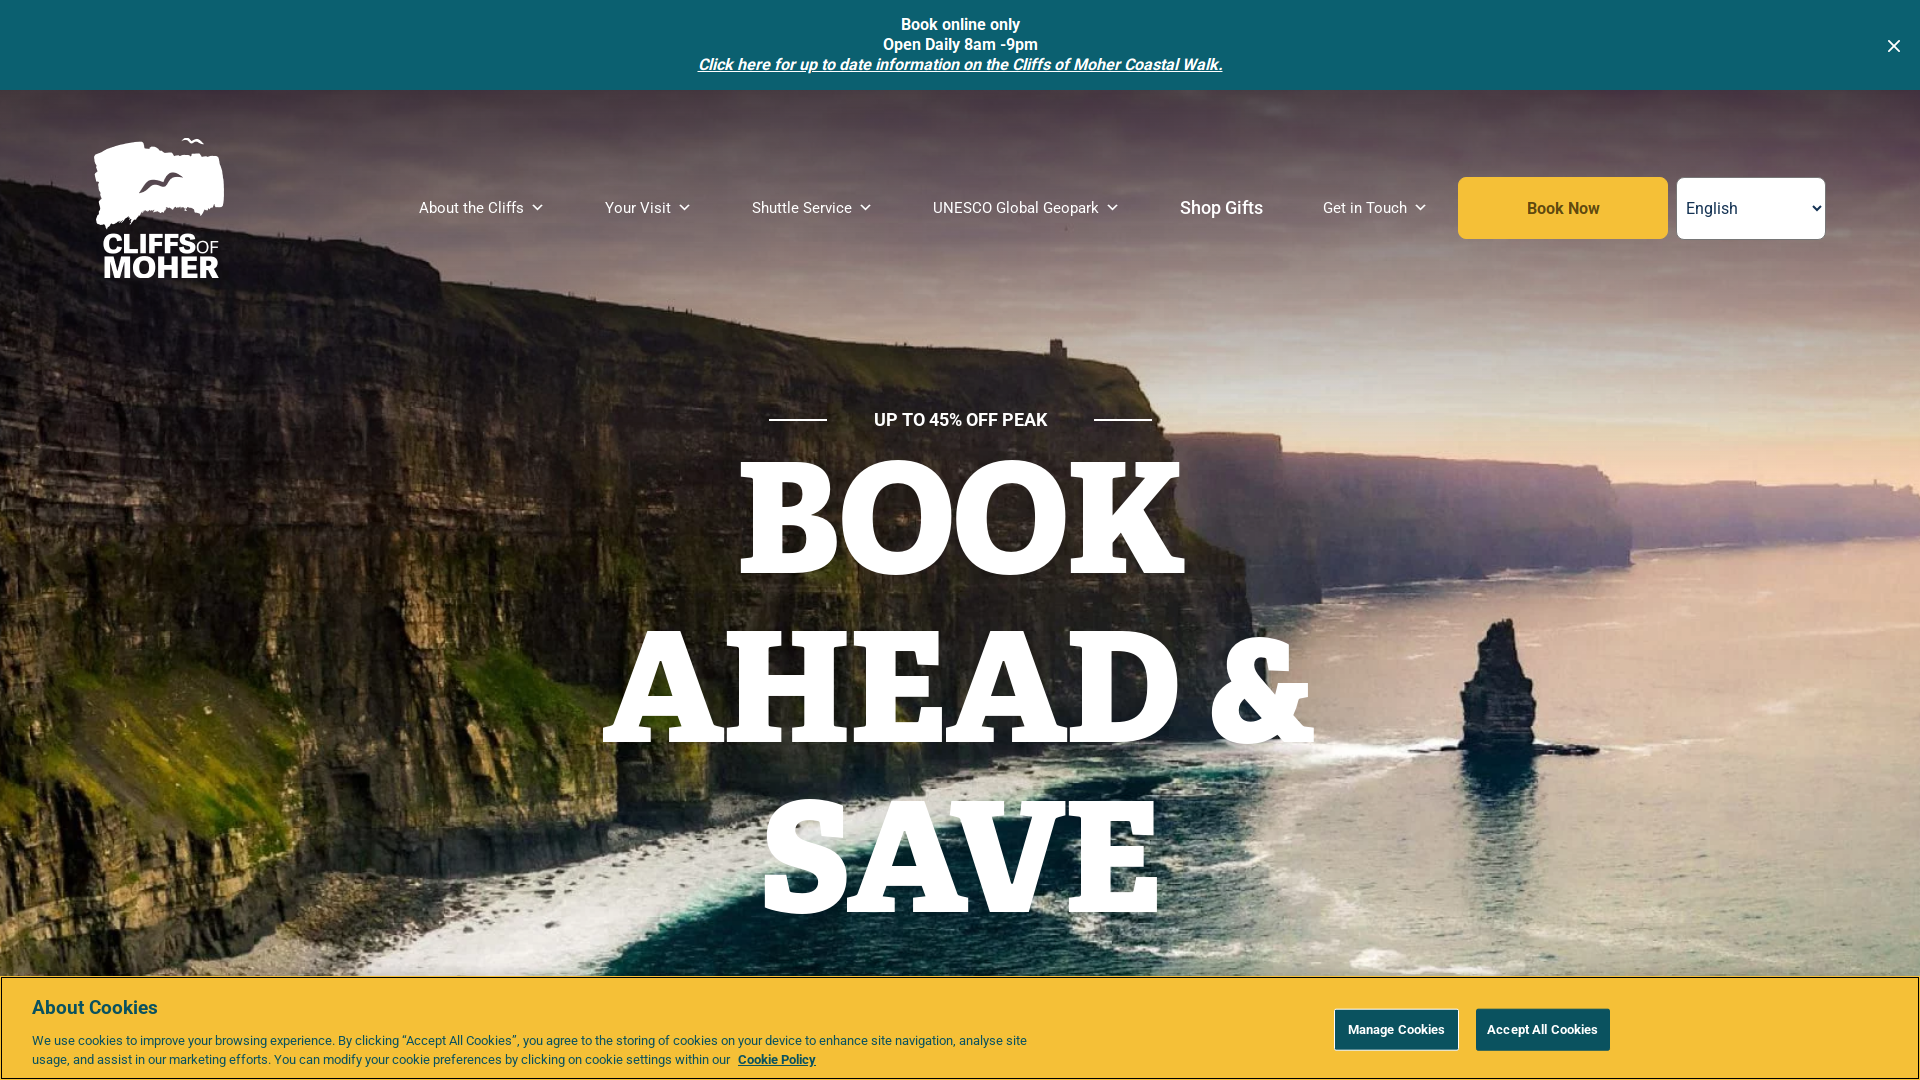 Book online only
Open Daily 8am -9pm
Click here for up to date information on the Cliffs of Moher Coastal Walk.
CLIFFS OF
MOHER
About the Cliffs
Your Visit
Shuttle Service
UNESCO Global Geopark
Shop Gifts
Get in Touch
Book Now
English
UP TO 45% OFF PEAK
BOOK
AHEAD &
SAVE
About Cookies
We use cookies to improve your browsing experience. By clicking “Accept All Cookies”, you agree to the storing of cookies on your device to enhance site navigation, analyse site
usage, and assist in our marketing efforts. You can modify your cookie preferences by clicking on cookie settings within our Cookie Policy
Manage Cookies
Accept All Cookies